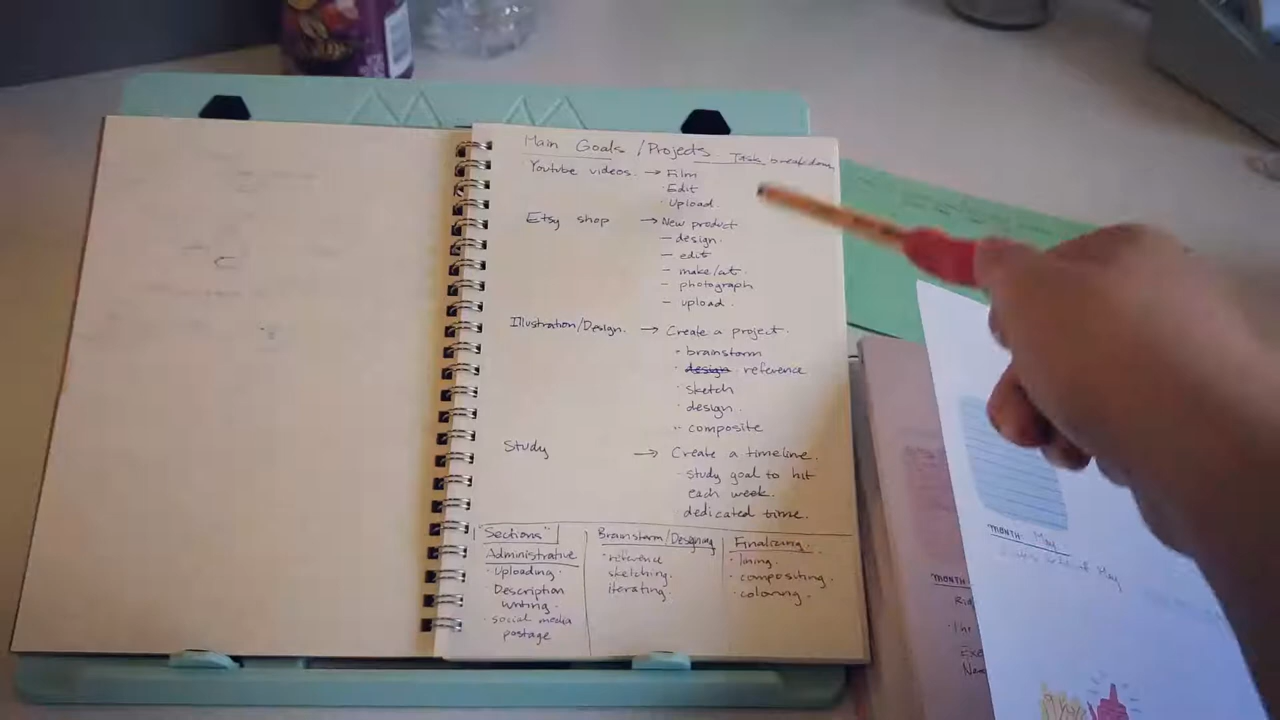 Main Goals / Projects Task breakdown
Youtube videos. → Film
· Edit
· Upload.
Etsy shop → New product
- design.
- edit
- make/cut.
- photograph
- upload.
Illustration/Design. → Create a project.
· brainstorm
· design reference
· sketch
· design.
· composite
Study → Create a timeline.
study goal to hit
each week.
dedicated time.
"Sections"
Administrative
· Uploading.
· Description
writing.
· social media
postage
Brainstorm/Designing
· reference
sketching.
iterating.
Finalizing.
· lining.
· compositing.
· coloring.
MONTH: May
of May
MONTH